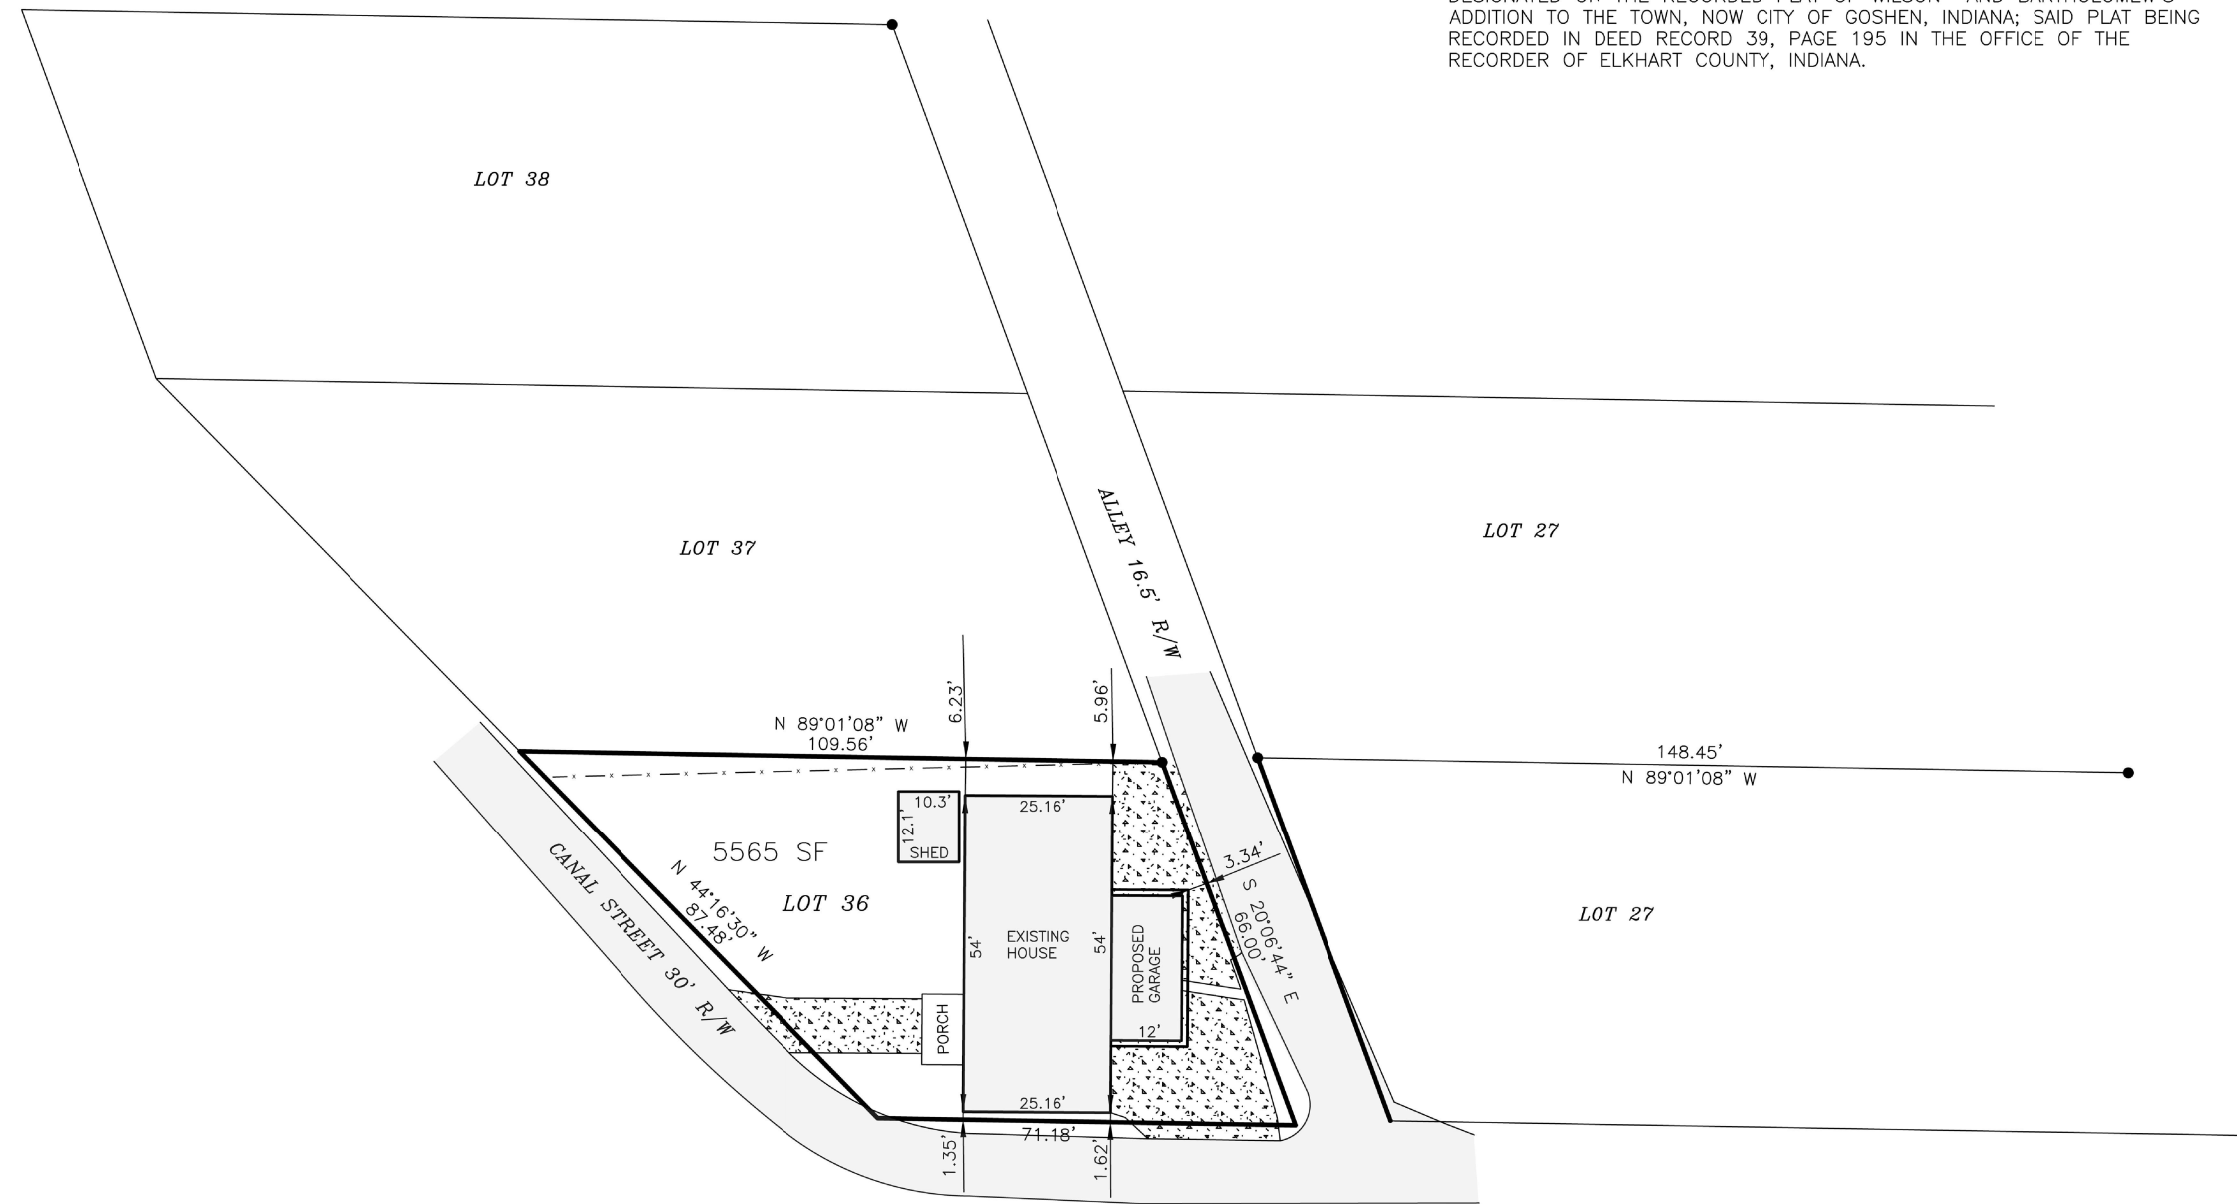 ADDITION TO THE TOWN, NOW CITY OF GOSHEN, INDIANA; SAID PLAT BEING
RECORDED IN DEED RECORD 39, PAGE 195 IN THE OFFICE OF THE
RECORDER OF ELKHART COUNTY, INDIANA.
LOT 38
LOT 37
ALLEY 16.5' R/W
LOT 27
6.23'
5.96'
N 89°01'08" W
109.56'
148.45'
N 89°01'08" W
10.3'
12.1'
SHED
25.16'
5565 SF
LOT 36
3.34'
S 20°06'44" E
66.00'
N 44°16'30" W
87.48'
CANAL STREET 30' R/W
EXISTING
HOUSE
54'
54'
PROPOSED
GARAGE
12'
LOT 27
PORCH
25.16'
71.18'
1.35'
1.62'